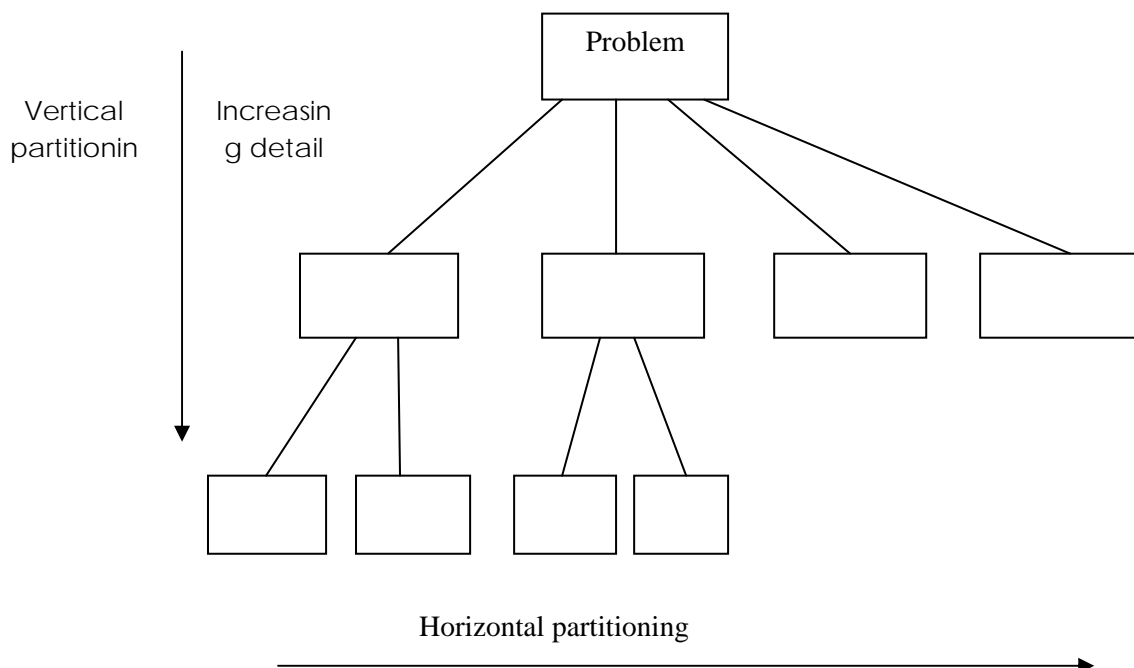 Problem
Vertical
partitionin
Increasin
g detail
Horizontal partitioning